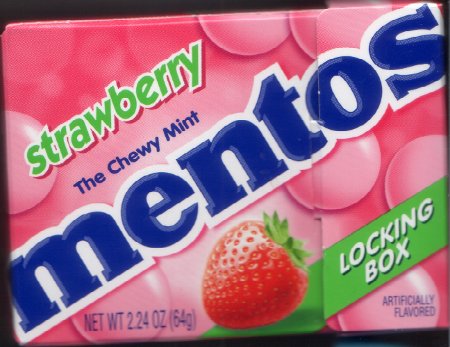 strawberry
The Chewy Mint
mentos
LOCKING
BOX
NET WT 2.24 OZ (64g)
ARTIFICIALLY
FLAVORED